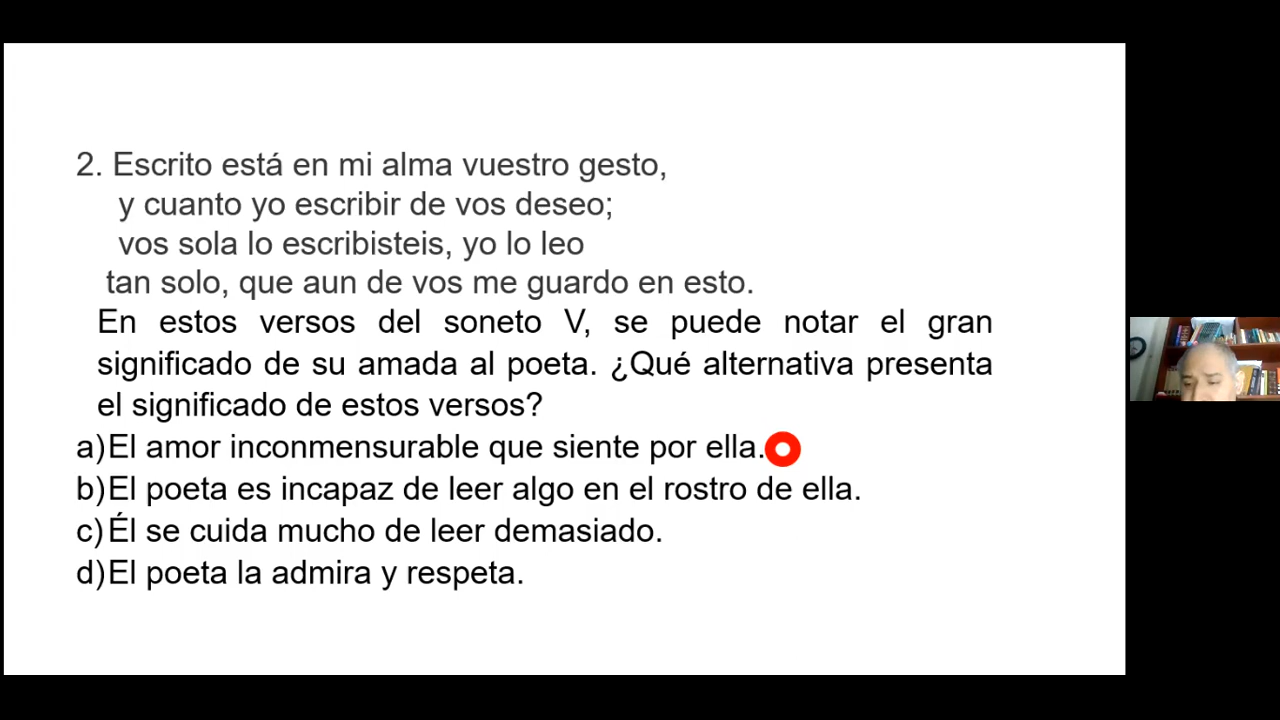 2. Escrito está en mi alma vuestro gesto,
y cuanto yo escribir de vos deseo;
vos sola lo escribisteis, yo lo leo
tan solo, que aun de vos me guardo en esto.
En estos versos del soneto V, se puede notar el gran
significado de su amada al poeta. ¿Qué alternativa presenta
el significado de estos versos?
a) El amor inconmensurable que siente por ella.
b) El poeta es incapaz de leer algo en el rostro de ella.
c) Él se cuida mucho de leer demasiado.
d) El poeta la admira y respeta.